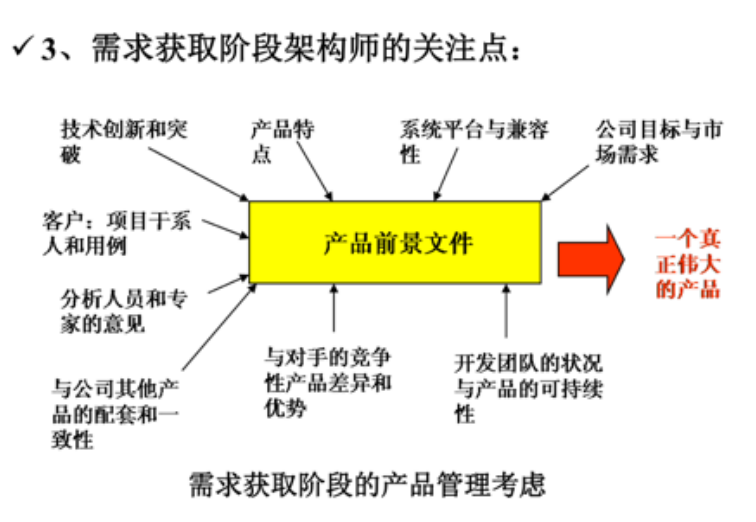 ✓3、需求获取阶段架构师的关注点：
技术创新和突
破
产品特
点
系统平台与兼容
性
公司目标与市
场需求
客户：项目干系
人和用例
产品前景文件
一个真
正伟大
的产品
分析人员和专
家的意见
与公司其他产
品的配套和一
致性
与对手的竞争
性产品差异和
优势
开发团队的状况
与产品的可持续
性
需求获取阶段的产品管理考虑